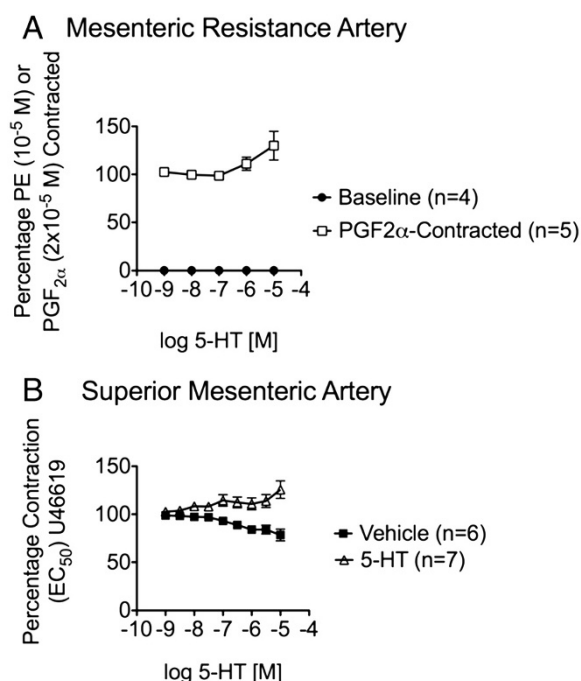 A Mesenteric Resistance Artery
Percentage PE (10-5 M) or
PGF2α (2x10-5 M) Contracted
150
100
50
0
-10 -9 -8 -7 -6 -5 -4
log 5-HT [M]
Baseline (n=4)
PGF2α-Contracted (n=5)
B Superior Mesenteric Artery
Percentage Contraction
(EC50) U46619
150
100
50
0
-10 -9 -8 -7 -6 -5 -4
log 5-HT [M]
Vehicle (n=6)
5-HT (n=7)